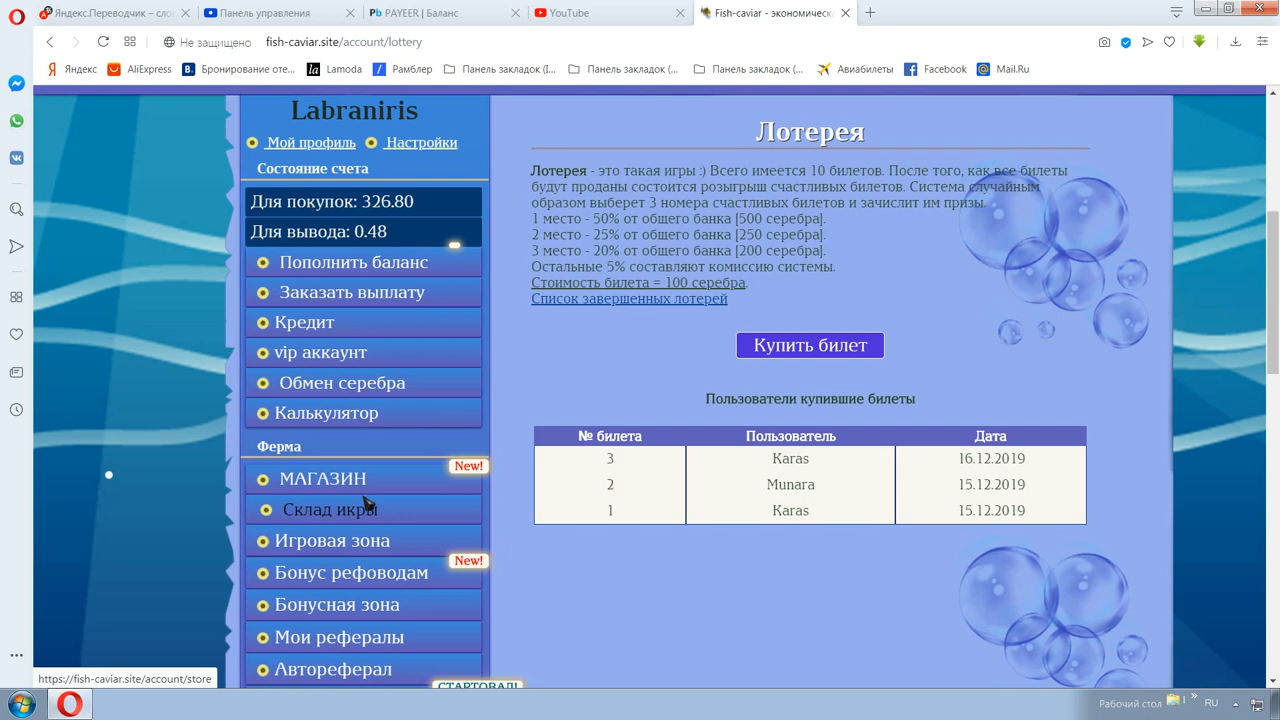 Яндекс.Переводчик – сло
Панель управления
PAYEER | Баланс
YouTube
Fish-caviar - экономическ
Не защищено
fish-caviar.site/account/lottery
Яндекс
AliExpress
Бронирование оте...
Lamoda
Рамблер
Панель закладок (I...
Панель закладок (...
Панель закладок (...
Авиабилеты
Facebook
Mail.Ru
Labraniris
Мой профиль
Настройки
Состояние счета
Для покупок: 326.80
Для вывода: 0.48
Пополнить баланс
Заказать выплату
Кредит
vip аккаунт
Обмен серебра
Калькулятор
Ферма
New!
МАГАЗИН
Склад икры
Игровая зона
New!
Бонус рефоводам
Бонусная зона
Мои рефералы
Автореферал
СТАРТОВАЛ!
Лотерея
Лотерея - это такая игры :) Всего имеется 10 билетов. После того, как все билеты
будут проданы состоится розыгрыш счастливых билетов. Система случайным
образом выберет 3 номера счастливых билетов и зачислит им призы.
1 место - 50% от общего банка [500 серебра].
2 место - 25% от общего банка [250 серебра].
3 место - 20% от общего банка [200 серебра].
Остальные 5% составляют комиссию системы.
Стоимость билета = 100 серебра.
Список завершенных лотерей
Купить билет
Пользователи купившие билеты
№ билета Пользователь Дата
3 Karas 16.12.2019
2 Munara 15.12.2019
1 Karas 15.12.2019
https://fish-caviar.site/account/store
Рабочий стол
RU